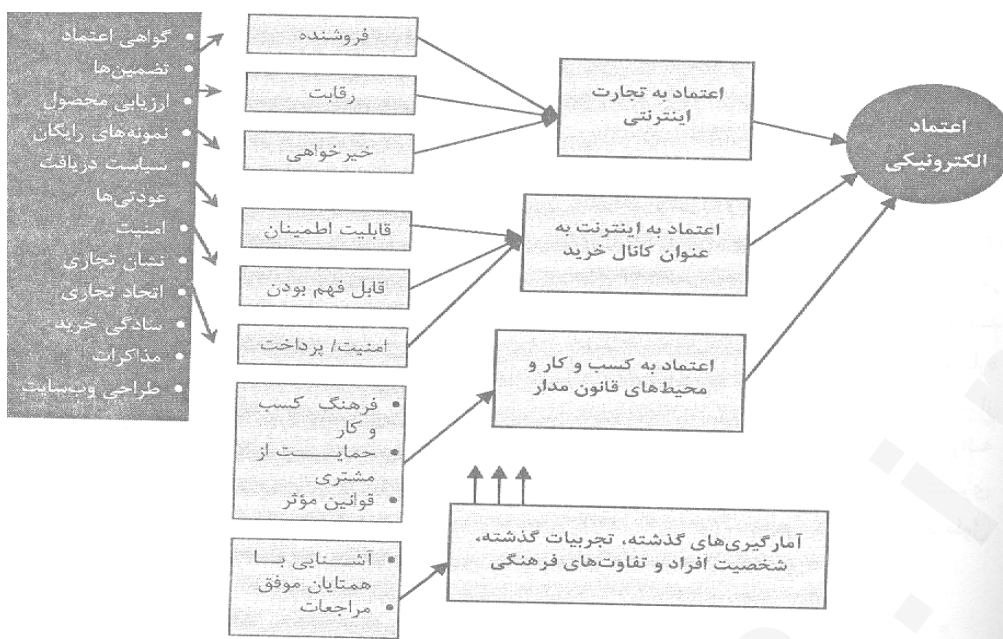 گواهی اعتماد
تضمین‌ها
ارزیابی محصول
نمونه‌های رایگان
سیاست دریافت
عودتی‌ها
امنیت
نشان تجاری
اتحاد تجاری
سادگی خرید
مذاکرات
طراحی وب‌سایت
فروشنده
رقابت
خیرخواهی
قابلیت اطمینان
قابل فهم بودن
امنیت/ پرداخت
فرهنگ کسب
و کار
حمایت از
مشتری
قوانین مؤثر
آشنایی با
همتایان موفق
مراجعات
اعتماد به تجارت
اینترنتی
اعتماد به اینترنت به
عنوان کانال خرید
اعتماد به کسب و کار و
محیط‌های قانون مدار
آمارگیری‌های گذشته، تجربیات گذشته،
شخصیت افراد و تفاوت‌های فرهنگی
اعتماد
الکترونیکی